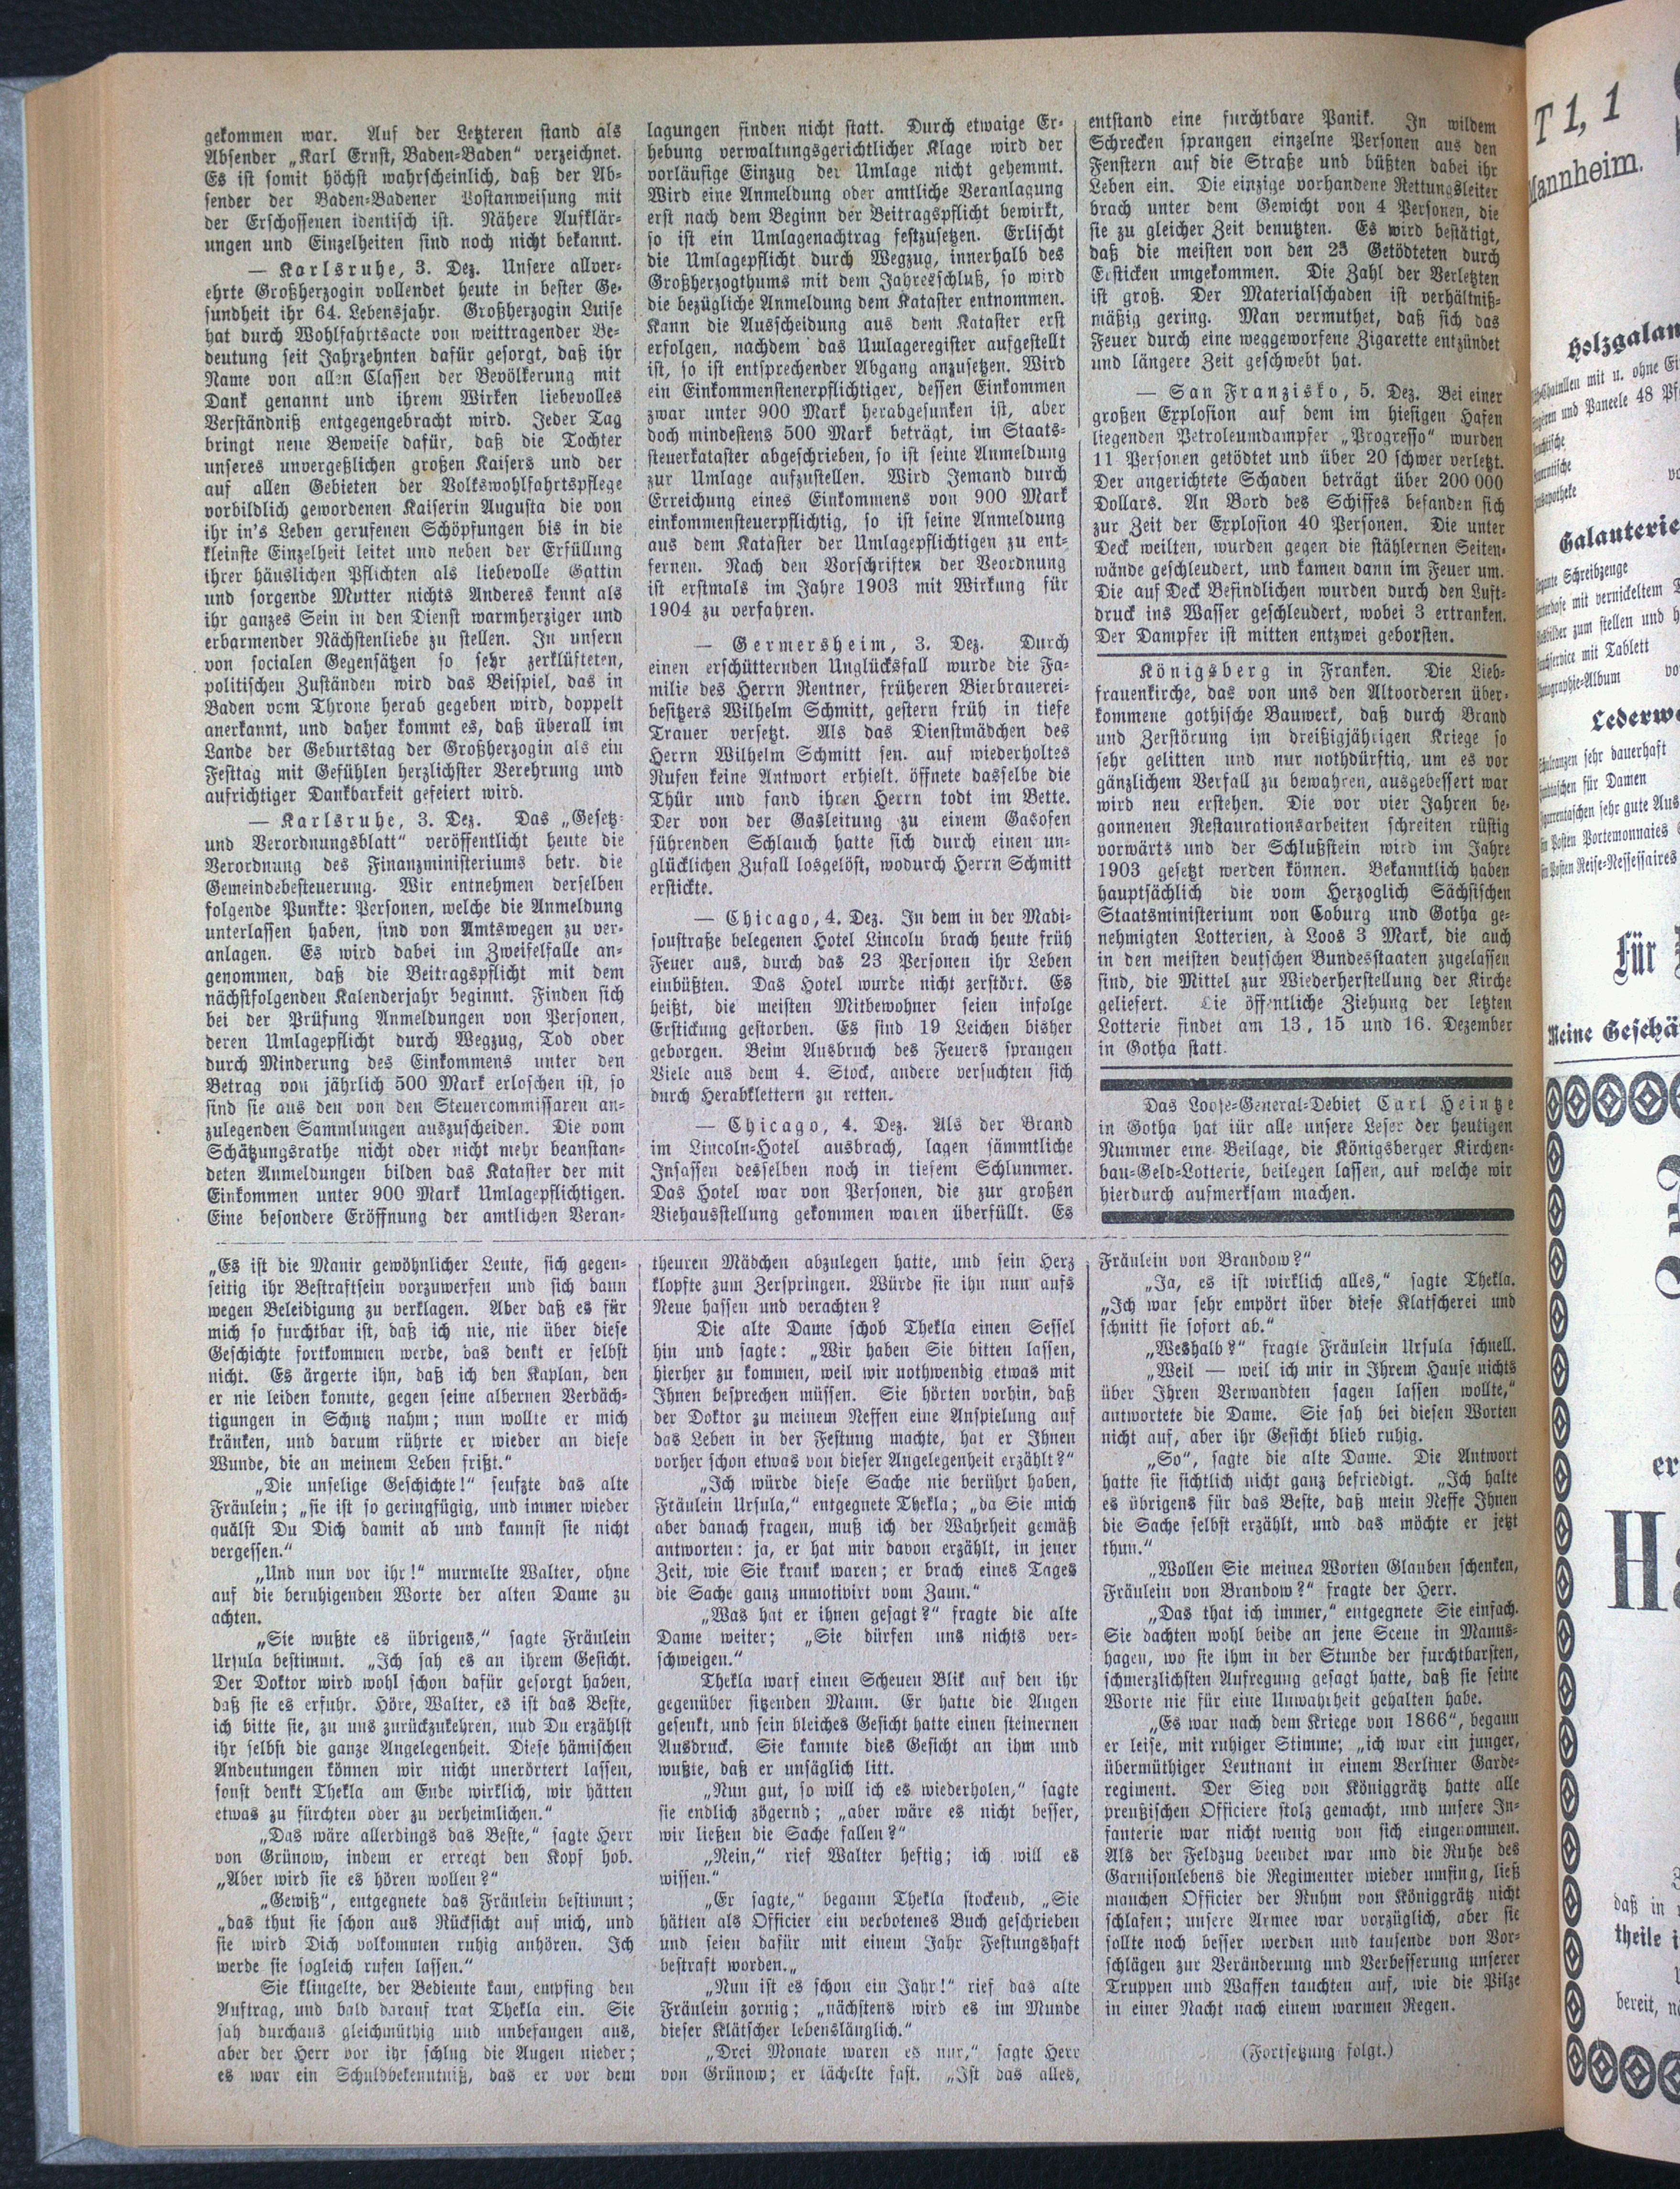 gekommen war. Auf der Letzteren stand als
Absender „Karl Ernst, Baden-Baden“ verzeichnet.
Es ist somit höchst wahrscheinlich, daß der Ab-
sender der Baden-Badener Postanweisung mit
der Erschossenen identisch ist. Nähere Aufklär-
ungen und Einzelheiten sind noch nicht bekannt.
— Karlsruhe, 3. Dez. Unsere allver-
ehrte Großherzogin vollendet heute in bester Ge-
sundheit ihr 64. Lebensjahr. Großherzogin Luise
hat durch Wohlfahrtsacte von weittragender Be-
deutung seit Jahrzehnten dafür gesorgt, daß ihr
Name von allen Classen der Bevölkerung mit
Dank genannt und ihrem Wirken liebevolles
Verständniß entgegengebracht wird. Jeder Tag
bringt neue Beweise dafür, daß die Tochter
unseres unvergeßlichen großen Kaisers und der
auf allen Gebieten der Volkswohlfahrtspflege
vorbildlich gewordenen Kaiserin Augusta die von
ihr in's Leben gerufenen Schöpfungen bis in die
kleinste Einzelheit leitet und neben der Erfüllung
ihrer häuslichen Pflichten als liebevolle Gattin
und sorgende Mutter nichts Anderes kennt als
ihr ganzes Sein in den Dienst warmherziger und
erbarmender Nächstenliebe zu stellen. In unsern
von socialen Gegensätzen so sehr zerklüfteten,
politischen Zuständen wird das Beispiel, das in
Baden vom Throne herab gegeben wird, doppelt
anerkannt, und daher kommt es, daß überall im
Lande der Geburtstag der Großherzogin als ein
Festtag mit Gefühlen herzlichster Verehrung und
aufrichtiger Dankbarkeit gefeiert wird.
— Karlsruhe, 3. Dez. Das „Gesetz-
und Verordnungsblatt“ veröffentlicht heute die
Verordnung des Finanzministeriums betr. die
Gemeindebesteuerung. Wir entnehmen derselben
folgende Punkte: Personen, welche die Anmeldung
unterlassen haben, sind von Amtswegen zu ver-
anlagen. Es wird dabei im Zweifelfalle an-
genommen, daß die Beitragspflicht mit dem
nächstfolgenden Kalenderjahr beginnt. Finden sich
bei der Prüfung Anmeldungen von Personen,
deren Umlagepflicht durch Wegzug, Tod oder
durch Minderung des Einkommens unter den
Betrag von jährlich 500 Mark erloschen ist, so
sind sie aus den von den Steuercommissaren an-
zulegenden Sammlungen auszuscheiden. Die vom
Schätzungsrathe nicht oder nicht mehr beanstan-
deten Anmeldungen bilden das Kataster der mit
Einkommen unter 900 Mark Umlagepflichtigen.
Eine besondere Eröffnung der amtlichen Veran-
lagungen finden nicht statt. Durch etwaige Er-
hebung verwaltungsgerichtlicher Klage wird der
vorläufige Einzug der Umlage nicht gehemmt.
Wird eine Anmeldung oder amtliche Veranlagung
erst nach dem Beginn der Beitragspflicht bewirkt,
so ist ein Umlagenachtrag festzusetzen. Erlischt
die Umlagepflicht durch Wegzug, innerhalb des
Großherzogthums mit dem Jahresschluß, so wird
die bezügliche Anmeldung dem Kataster entnommen.
Kann die Ausscheidung aus dem Kataster erst
erfolgen, nachdem das Umlageregister aufgestellt
ist, so ist entsprechender Abgang anzusetzen. Wird
ein Einkommenstenerpflichtiger, dessen Einkommen
zwar unter 900 Mark herabgesunken ist, aber
doch mindestens 500 Mark beträgt, im Staats-
steuerkataster abgeschrieben, so ist seine Anmeldung
zur Umlage aufzustellen. Wird Jemand durch
Erreichung eines Einkommens von 900 Mark
einkommensteuerpflichtig, so ist seine Anmeldung
aus dem Kataster der Umlagepflichtigen zu ent-
fernen. Nach den Vorschriften der Veordnung
ist erstmals im Jahre 1903 mit Wirkung für
1904 zu verfahren.
— Germersheim, 3. Dez. Durch
einen erschütternden Unglücksfall wurde die Fa-
milie des Herrn Rentner, früheren Bierbrauerei-
besitzers Wilhelm Schmitt, gestern früh in tiefe
Trauer versetzt. Als das Dienstmädchen des
Herrn Wilhelm Schmitt sen. auf wiederholtes
Rufen keine Antwort erhielt, öffnete dasselbe die
Thür und fand ihren Herrn todt im Bette.
Der von der Gasleitung zu einem Gasofen
führenden Schlauch hatte sich durch einen un-
glücklichen Zufall losgelöst, wodurch Herrn Schmitt
erstickte.
— Chicago, 4. Dez. In dem in der Madi-
sonstraße belegenen Hotel Lincoln brach heute früh
Feuer aus, durch das 23 Personen ihr Leben
einbüßten. Das Hotel wurde nicht zerstört. Es
heißt, die meisten Mitbewohner seien infolge
Erstickung gestorben. Es sind 19 Leichen bisher
geborgen. Beim Ausbruch des Feuers sprangen
Viele aus dem 4. Stock, andere versuchten sich
durch Herabklettern zu retten.
— Chicago, 4. Dez. Als der Brand
im Lincoln-Hotel ausbrach, lagen sämmtliche
Insassen desselben noch in tiefem Schlummer.
Das Hotel war von Personen, die zur großen
Viehausstellung gekommen waren überfüllt. Es
entstand eine furchtbare Panik. In wildem
Schrecken sprangen einzelne Personen aus den
Fenstern auf die Straße und büßten dabei ihr
Leben ein. Die einzige vorhandene Rettungsleiter
brach unter dem Gewicht von 4 Personen, die
sie zu gleicher Zeit benutzten. Es wird bestätigt,
daß die meisten von den 23 Getödteten durch
Ersticken umgekommen. Die Zahl der Verletzten
ist groß. Der Materialschaden ist verhältniß-
mäßig gering. Man vermuthet, daß sich das
Feuer durch eine weggeworfene Zigarette entzündet
und längere Zeit geschwebt hat.
— San Franzisko, 5. Dez. Bei einer
großen Explosion auf dem im hiesigen Hafen
liegenden Petroleumdampfer „Progresso“ wurden
11 Personen getödtet und über 20 schwer verletzt.
Der angerichtete Schaden beträgt über 200 000
Dollars. An Bord des Schiffes befanden sich
zur Zeit der Explosion 40 Personen. Die unter
Deck weilten, wurden gegen die stählernen Seiten-
wände geschleudert, und kamen dann im Feuer um.
Die auf Deck Befindlichen wurden durch den Luft-
druck ins Wasser geschleudert, wobei 3 ertranken.
Der Dampfer ist mitten entzwei geborsten.
Königsberg in Franken. Die Lieb-
frauenkirche, das von uns den Altvorderen über-
kommene gothische Bauwerk, daß durch Brand
und Zerstörung im dreißigjährigen Kriege so
sehr gelitten und nur nothdürftig, um es vor
gänzlichem Verfall zu bewahren, ausgebessert war
wird neu erstehen. Die vor vier Jahren be-
gonnenen Restaurationsarbeiten schreiten rüstig
vorwärts und der Schlußstein wird im Jahre
1903 gesetzt werden können. Bekanntlich haben
hauptsächlich die vom Herzoglich Sächsischen
Staatsministerium von Coburg und Gotha ge-
nehmigten Lotterien, à Loos 3 Mark, die auch
in den meisten deutschen Bundesstaaten zugelassen
sind, die Mittel zur Wiederherstellung der Kirche
geliefert. Die öffentliche Ziehung der letzten
Lotterie findet am 13, 15 und 16. Dezember
in Gotha statt.
Das Loose-General-Debiet Carl Heintze
in Gotha hat für alle unsere Leser der heutigen
Nummer eine Beilage, die Königsberger Kirchen-
bau-Geld-Lotterie, beilegen lassen, auf welche wir
hierdurch aufmerksam machen.
„Es ist die Manir gewöhnlicher Leute, sich gegen-
seitig ihr Bestraftsein vorzuwerfen und sich dann
wegen Beleidigung zu verklagen. Aber daß es für
mich so furchtbar ist, daß ich nie, nie über diese
Geschichte fortkommen werde, das denkt er selbst
nicht. Es ärgerte ihn, daß ich den Kaplan, den
er nie leiden konnte, gegen seine albernen Verdäch-
tigungen in Schutz nahm; nun wollte er mich
kränken, und darum rührte er wieder an diese
Wunde, die an meinem Leben frißt.“
„Die unselige Geschichte!“ seufzte das alte
Fräulein; „sie ist so geringfügig, und immer wieder
quälst Du Dich damit ab und kannst sie nicht
vergessen.“
„Und nun vor ihr!“ murmelte Walter, ohne
auf die beruhigenden Worte der alten Dame zu
achten.
„Sie wußte es übrigens,“ sagte Fräulein
Ursula bestimmt. „Ich sah es an ihrem Gesicht.
Der Doktor wird wohl schon dafür gesorgt haben,
daß sie es erfuhr. Höre, Walter, es ist das Beste,
ich bitte sie, zu uns zurückzukehren, und Du erzählst
ihr selbst die ganze Angelegenheit. Diese hämischen
Andeutungen können wir nicht unerörtert lassen,
sonst denkt Thekla am Ende wirklich, wir hätten
etwas zu fürchten oder zu verheimlichen.“
„Das wäre allerdings das Beste,“ sagte Herr
von Grünow, indem er erregt den Kopf hob.
„Aber wird sie es hören wollen?“
„Gewiß“, entgegnete das Fräulein bestimmt;
„das thut sie schon aus Rücksicht auf mich, und
sie wird Dich volkommen ruhig anhören. Ich
werde sie sogleich rufen lassen.“
Sie klingelte, der Bediente kam, empfing den
Auftrag, und bald darauf trat Thekla ein. Sie
sah durchaus gleichmüthig und unbefangen aus,
aber der Herr vor ihr schlug die Augen nieder;
es war ein Schuldbekenntniß, das er vor dem
theuren Mädchen abzulegen hatte, und sein Herz
klopfte zum Zerspringen. Würde sie ihn nun aufs
Neue hassen und verachten?
Die alte Dame schob Thekla einen Sessel
hin und sagte: „Wir haben Sie bitten lassen,
hierher zu kommen, weil wir nothwendig etwas mit
Ihnen besprechen müssen. Sie hörten vorhin, daß
der Doktor zu meinem Neffen eine Anspielung auf
das Leben in der Festung machte, hat er Ihnen
vorher schon etwas von dieser Angelegenheit erzählt?“
„Ich würde diese Sache nie berührt haben,
Fräulein Ursula,“ entgegnete Thekla; „da Sie mich
aber danach fragen, muß ich der Wahrheit gemäß
antworten: ja, er hat mir davon erzählt, in jener
Zeit, wie Sie krank waren; er brach eines Tages
die Sache ganz unmotivirt vom Zaun.“
„Was hat er ihnen gesagt?“ fragte die alte
Dame weiter; „Sie dürfen uns nichts ver-
schweigen.“
Thekla warf einen Scheuen Blik auf den ihr
gegenüber sitzenden Mann. Er hatte die Augen
gesenkt, und sein bleiches Gesicht hatte einen steinernen
Ausdruck. Sie kannte dies Gesicht an ihm und
wußte, daß er unsäglich litt.
„Nun gut, so will ich es wiederholen,“ sagte
sie endlich zögernd; „aber wäre es nicht besser,
wir ließen die Sache fallen?“
„Nein,“ rief Walter heftig; ich will es
wissen.“
„Er sagte,“ begann Thekla stockend, „Sie
hätten als Officier ein verbotenes Buch geschrieben
und seien dafür mit einem Jahr Festungshaft
bestraft worden.„
„Nun ist es schon ein Jahr!“ rief das alte
Fräulein zornig; „nächstens wird es im Munde
dieser Klätscher lebenslänglich.“
„Drei Monate waren es nur,“ sagte Herr
von Grünow; er lächelte fast. „Ist das alles,
Fräulein von Brandow?“
„Ja, es ist wirklich alles,“ sagte Thekla.
„Ich war sehr empört über diese Klatscherei und
schnitt sie sofort ab.“
„Weshalb?“ fragte Fräulein Ursula schnell.
„Weil — weil ich mir in Ihrem Hause nichts
über Ihren Verwandten sagen lassen wollte,“
antwortete die Dame. Sie sah bei diesen Worten
nicht auf, aber ihr Gesicht blieb ruhig.
„So“, sagte die alte Dame. Die Antwort
hatte sie sichtlich nicht ganz befriedigt. „Ich halte
es übrigens für das Beste, daß mein Neffe Ihnen
die Sache selbst erzählt, und das möchte er jetzt
thun.“
„Wollen Sie meinen Worten Glauben schenken,
Fräulein von Brandow?“ fragte der Herr.
„Das that ich immer,“ entgegnete Sie einfach.
Sie dachten wohl beide an jene Scene in Manns-
hagen, wo sie ihm in der Stunde der furchtbarsten,
schmerzlichsten Aufregung gesagt hatte, daß sie seine
Worte nie für eine Unwahrheit gehalten habe.
„Es war nach dem Kriege von 1866“, begann
er leise, mit ruhiger Stimme; „ich war ein junger,
übermüthiger Leutnant in einem Berliner Garde-
regiment. Der Sieg von Königgrätz hatte alle
preußischen Officiere stolz gemacht, und unsere In-
fanterie war nicht wenig von sich eingenommen.
Als der Feldzug beendet war und die Ruhe des
Garnisonlebens die Regimenter wieder umfing, ließ
manchen Officier der Ruhm von Königgrätz nicht
schlafen; unsere Armee war vorzüglich, aber sie
sollte noch besser werden und tausende von Vor-
schlägen zur Veränderung und Verbesserung unserer
Truppen und Waffen tauchten auf, wie die Pilze
in einer Nacht nach einem warmen Regen.
(Fortsetzung folgt.)
T 1, 1
Mannheim.
Holzgalan
mit u. ohne
und Paneele 48
Galanterie
Schreibzeuge
mit vernickeltem
zum stellen und
mit Tablett
Photographie-Album
Lederw
sehr dauerhaft
für Damen
sehr gute Aus
Posten Portemonnaies
Posten Reise-Nessessaires
Für
Meine Geschä
er
daß in
theile i
bereit,